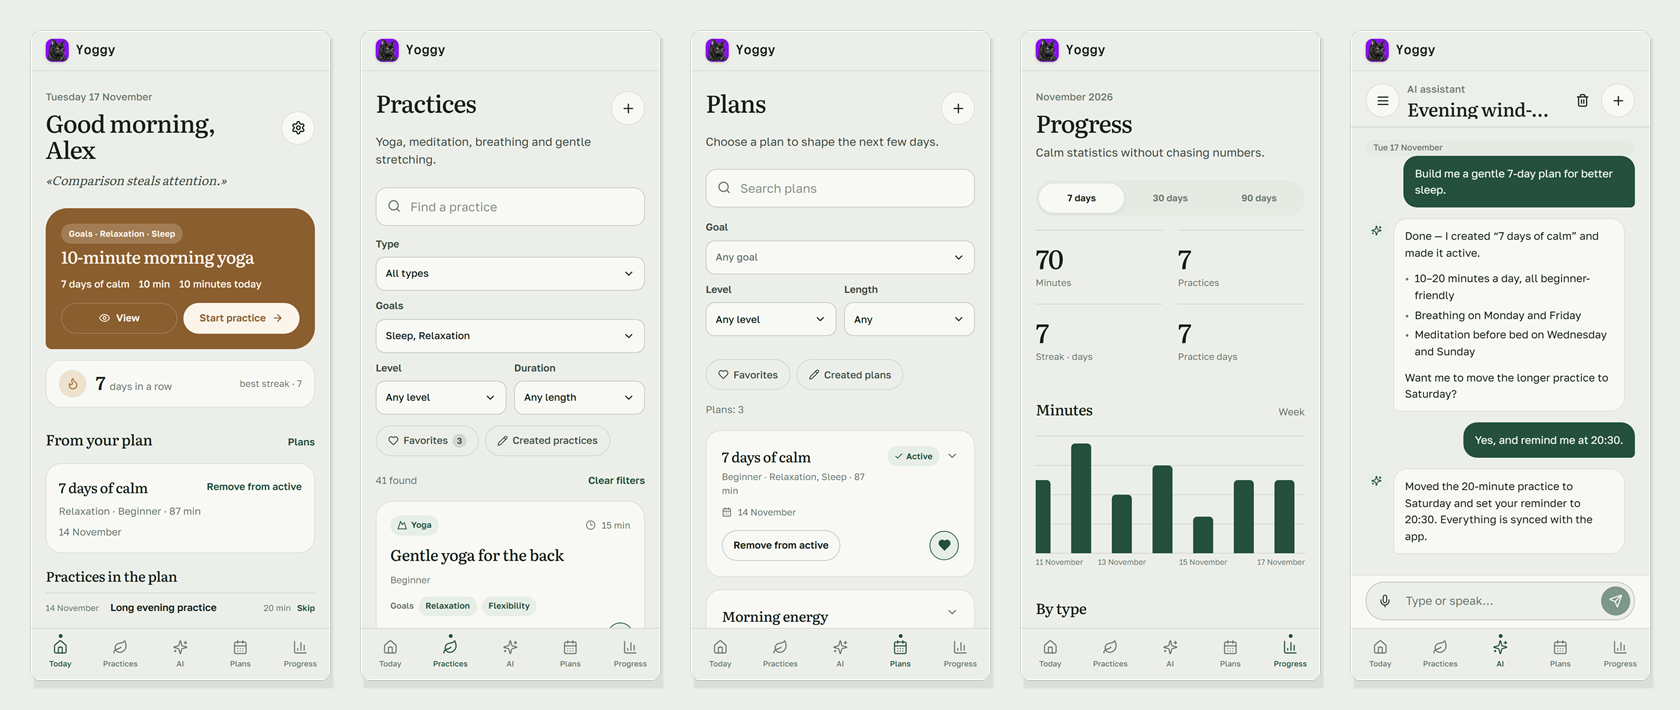 Yoggy
Tuesday 17 November
Good morning,
Alex
«Comparison steals attention.»
Goals · Relaxation · Sleep
10-minute morning yoga
7 days of calm 10 min 10 minutes today
View
Start practice
7 days in a row
best streak · 7
From your plan
Plans
7 days of calm
Remove from active
Relaxation · Beginner · 87 min
14 November
Practices in the plan
14 November Long evening practice 20 min Skip
Today Practices AI Plans Progress
Yoggy
Practices
Yoga, meditation, breathing and gentle
stretching.
Find a practice
Type
All types
Goals
Sleep, Relaxation
Level Duration
Any level Any length
Favorites 3 Created practices
41 found Clear filters
Yoga 15 min
Gentle yoga for the back
Beginner
Goals Relaxation Flexibility
Today Practices AI Plans Progress
Yoggy
Plans
Choose a plan to shape the next few days.
Search plans
Goal
Any goal
Level Length
Any level Any
Favorites Created plans
Plans: 3
7 days of calm Active
Beginner · Relaxation, Sleep · 87
min
14 November
Remove from active
Morning energy
Today Practices AI Plans Progress
Yoggy
November 2026
Progress
Calm statistics without chasing numbers.
7 days 30 days 90 days
70 7
Minutes Practices
7 7
Streak · days Practice days
Minutes Week
11 November 13 November 15 November 17 November
By type
Today Practices AI Plans Progress
Yoggy
AI assistant
Evening wind-...
Tue 17 November
Build me a gentle 7-day plan for better
sleep.
Done — I created “7 days of calm” and
made it active.
• 10–20 minutes a day, all beginner-
friendly
• Breathing on Monday and Friday
• Meditation before bed on Wednesday
and Sunday
Want me to move the longer practice to
Saturday?
Yes, and remind me at 20:30.
Moved the 20-minute practice to
Saturday and set your reminder to
20:30. Everything is synced with the
app.
Type or speak...
Today Practices AI Plans Progress